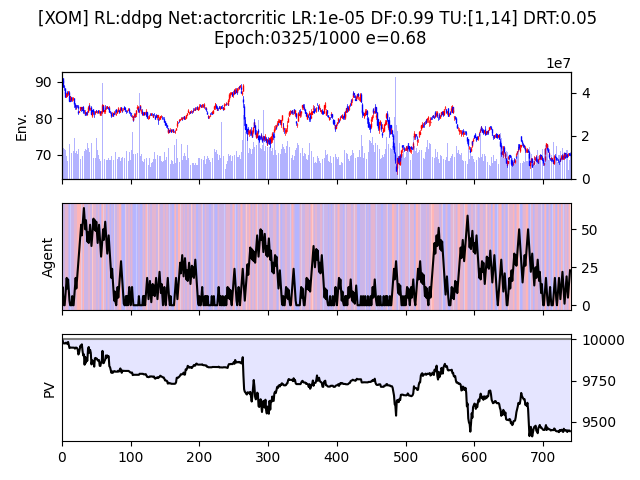 [XOM] RL:ddpg Net:actorcritic LR:1e-05 DF:0.99 TU:[1,14] DRT:0.05
Epoch:0325/1000 e=0.68
1e7
90
80
70
Env.
4
2
0
Agent
50
25
0
PV
10000
9750
9500
0 100 200 300 400 500 600 700